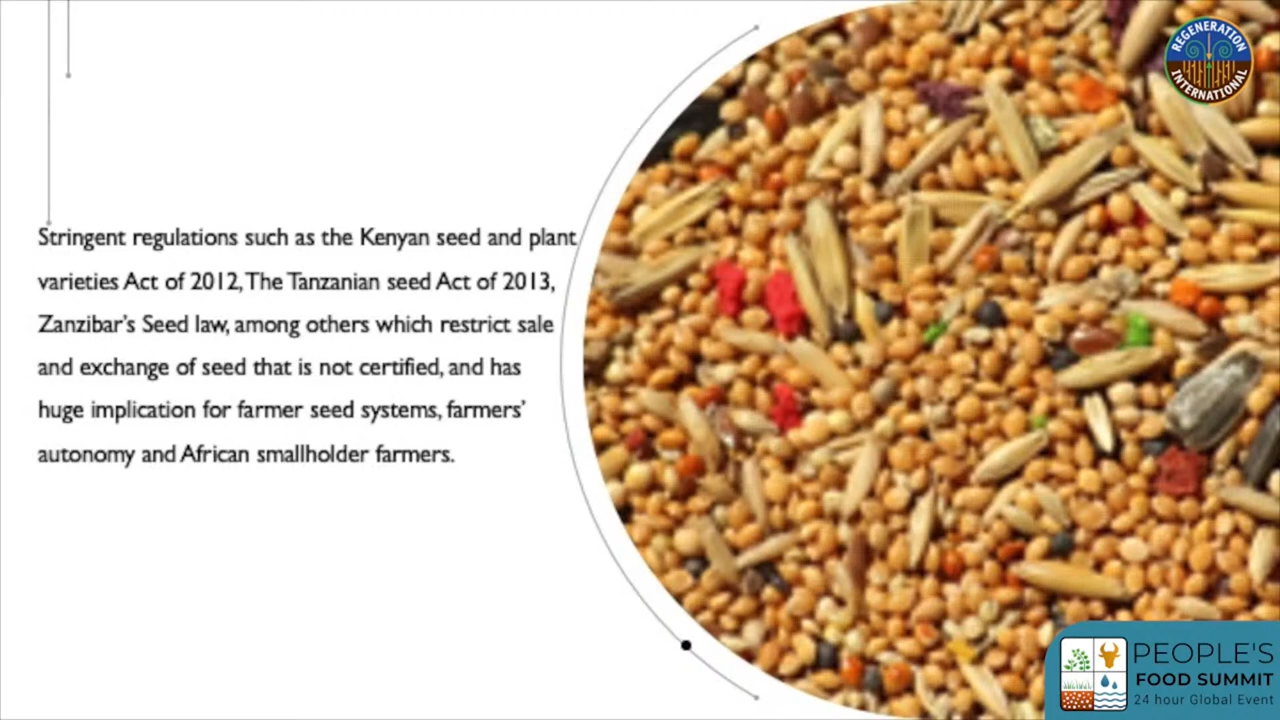 REGENERATION
INTERNATIONAL
Stringent regulations such as the Kenyan seed and plant
varieties Act of 2012, The Tanzanian seed Act of 2013,
Zanzibar's Seed law, among others which restrict sale
and exchange of seed that is not certified, and has
huge implication for farmer seed systems, farmers'
autonomy and African smallholder farmers.
PEOPLE'S
FOOD SUMMIT
24 hour Global Event